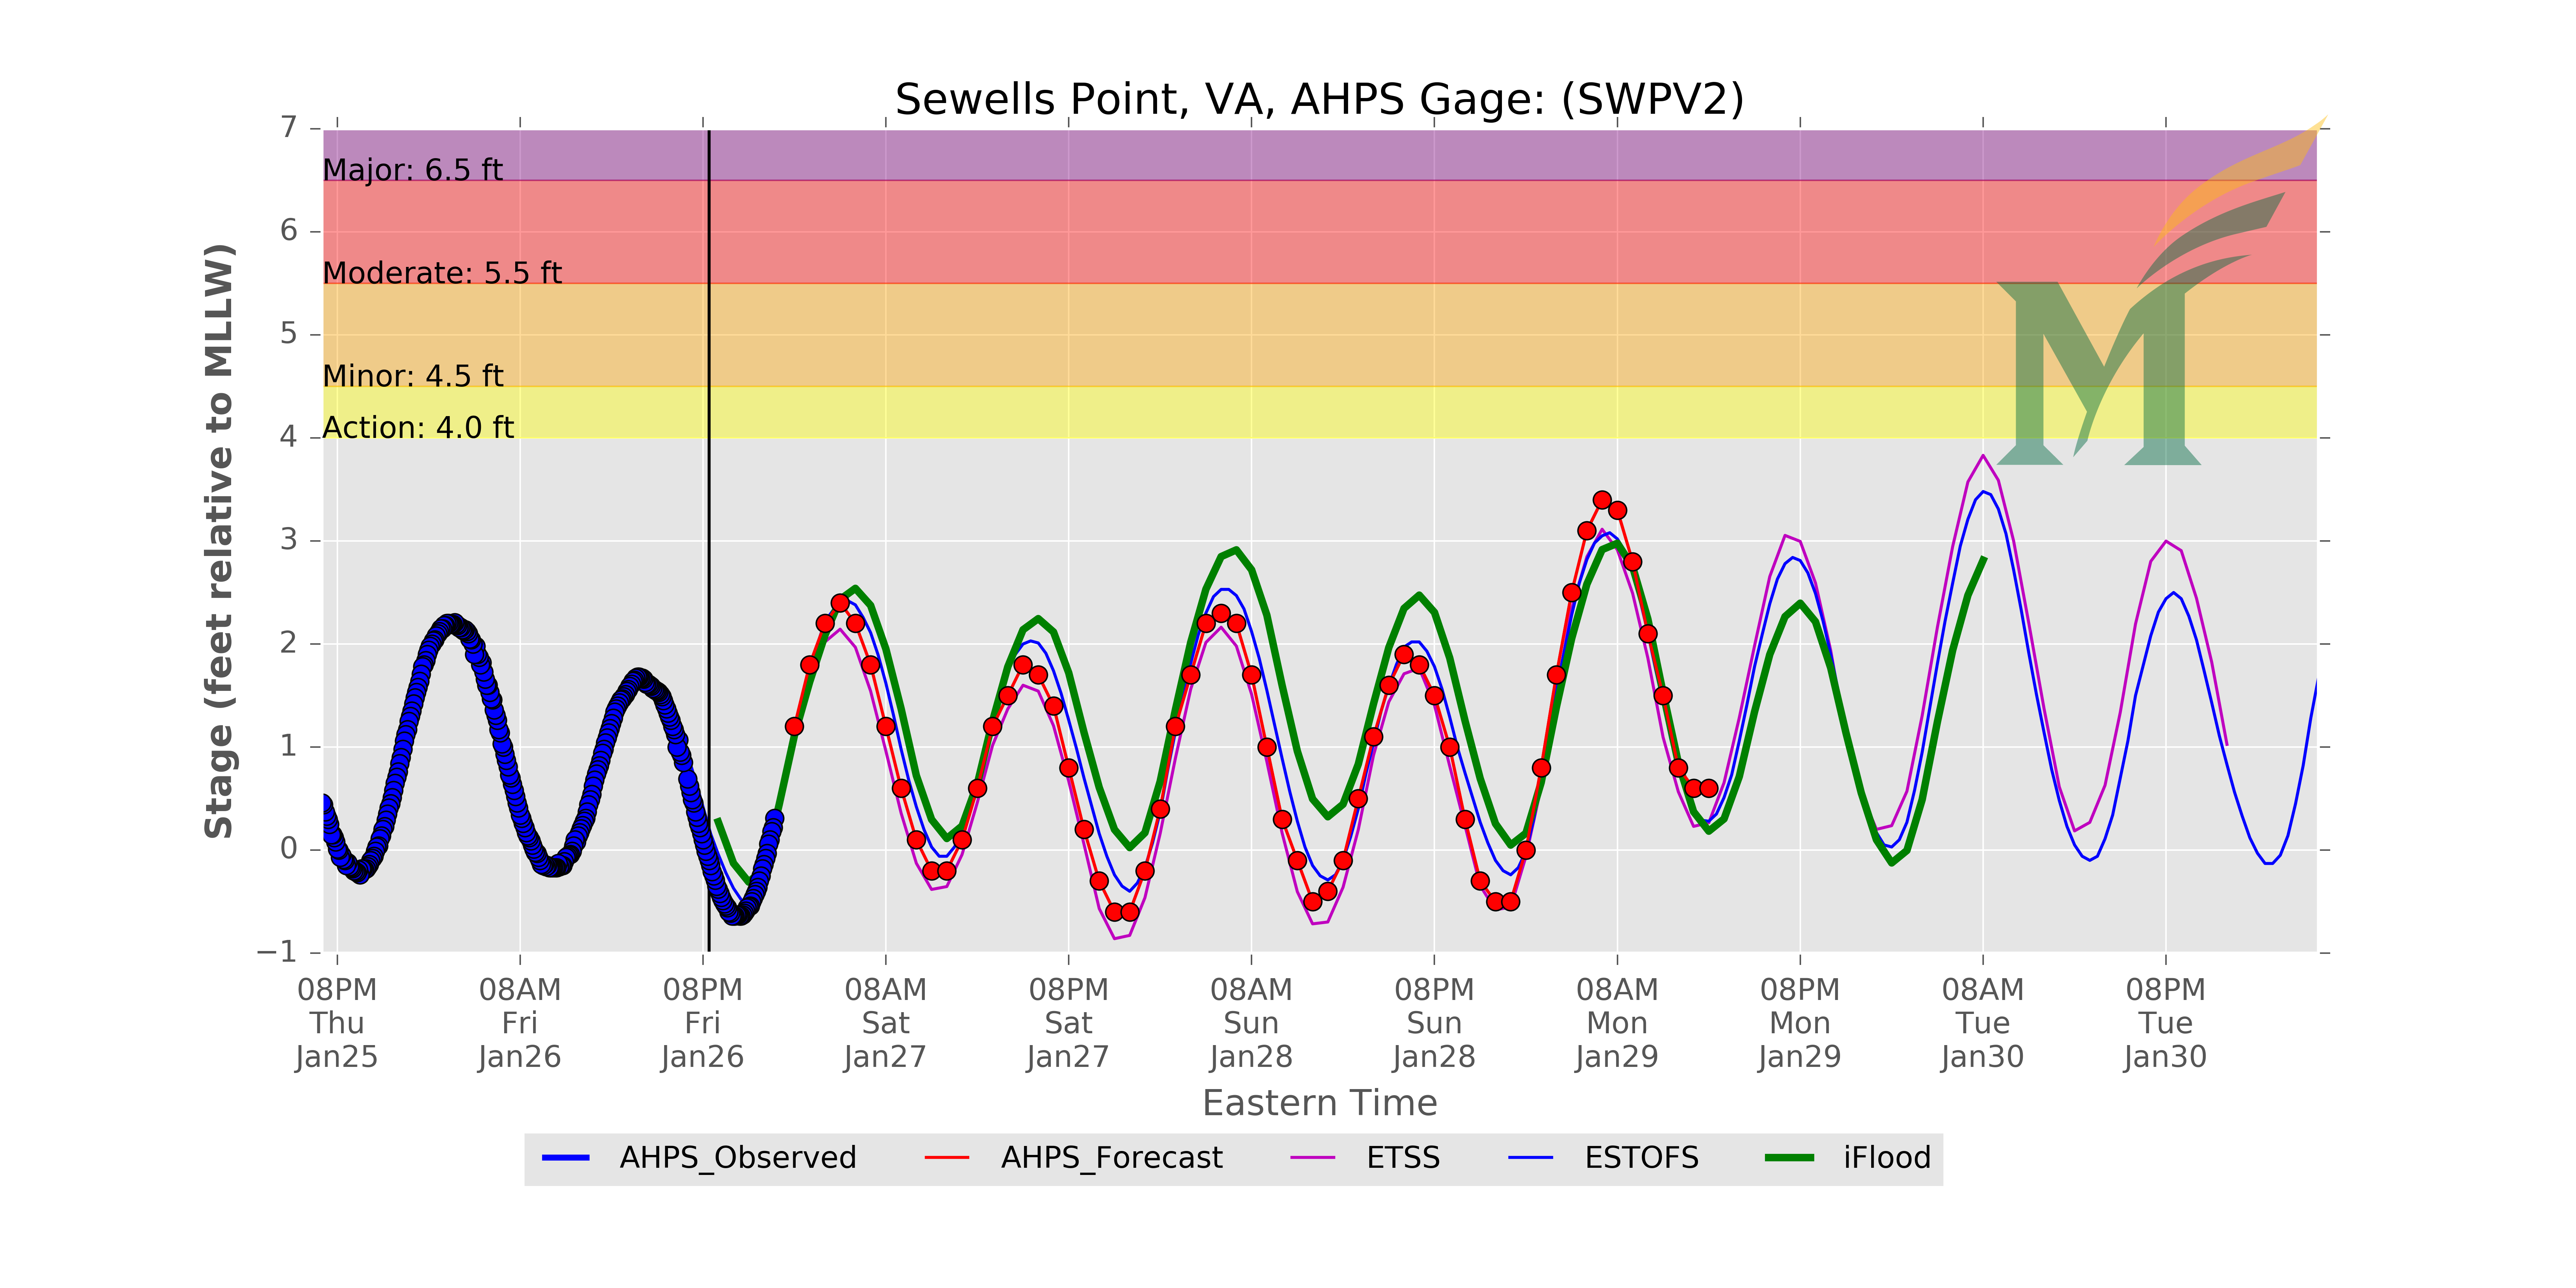 Sewells Point, VA, AHPS Gage: (SWPV2)
7
Major: 6.5 ft
6
Moderate: 5.5 ft
5
Minor: 4.5 ft
Action: 4.0 ft
4
3
2
1
0
−1
Stage (feet relative to MLLW)
M
08PM 08AM 08PM 08AM 08PM 08AM 08PM 08AM 08PM 08AM 08PM
Thu Fri Fri Sat Sat Sun Sun Mon Mon Tue Tue
Jan25 Jan26 Jan26 Jan27 Jan27 Jan28 Jan28 Jan29 Jan29 Jan30 Jan30
Eastern Time
AHPS_Observed AHPS_Forecast ETSS ESTOFS iFlood